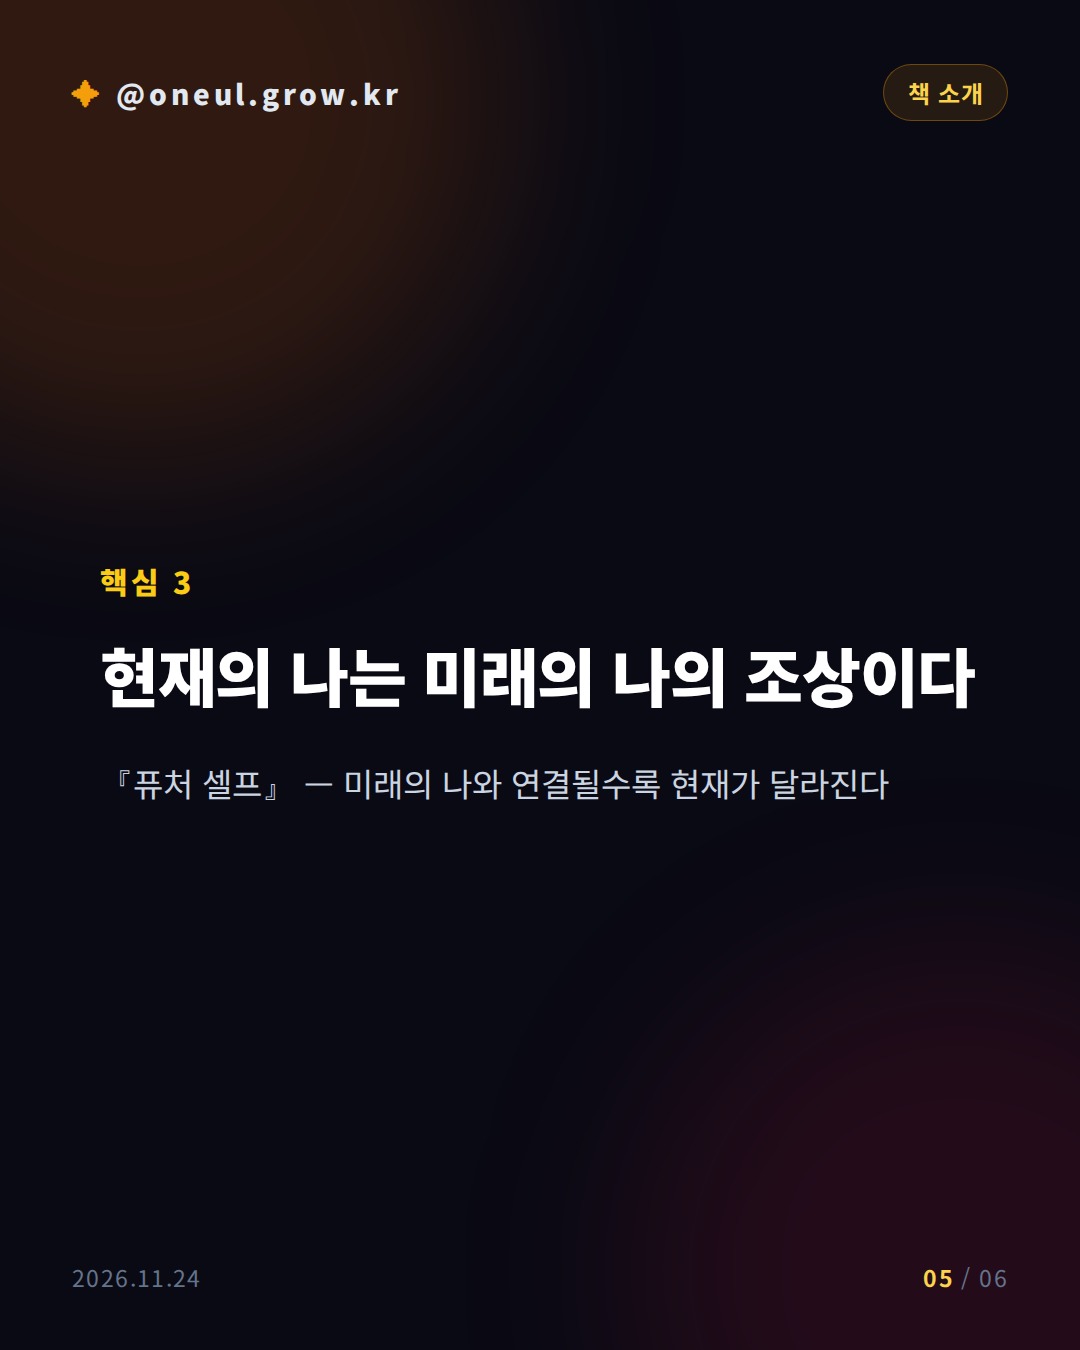 @oneul.grow.kr
책 소개
핵심 3
현재의 나는 미래의 나의 조상이다
『퓨처 셀프』 — 미래의 나와 연결될수록 현재가 달라진다
2026.11.24
05 / 06